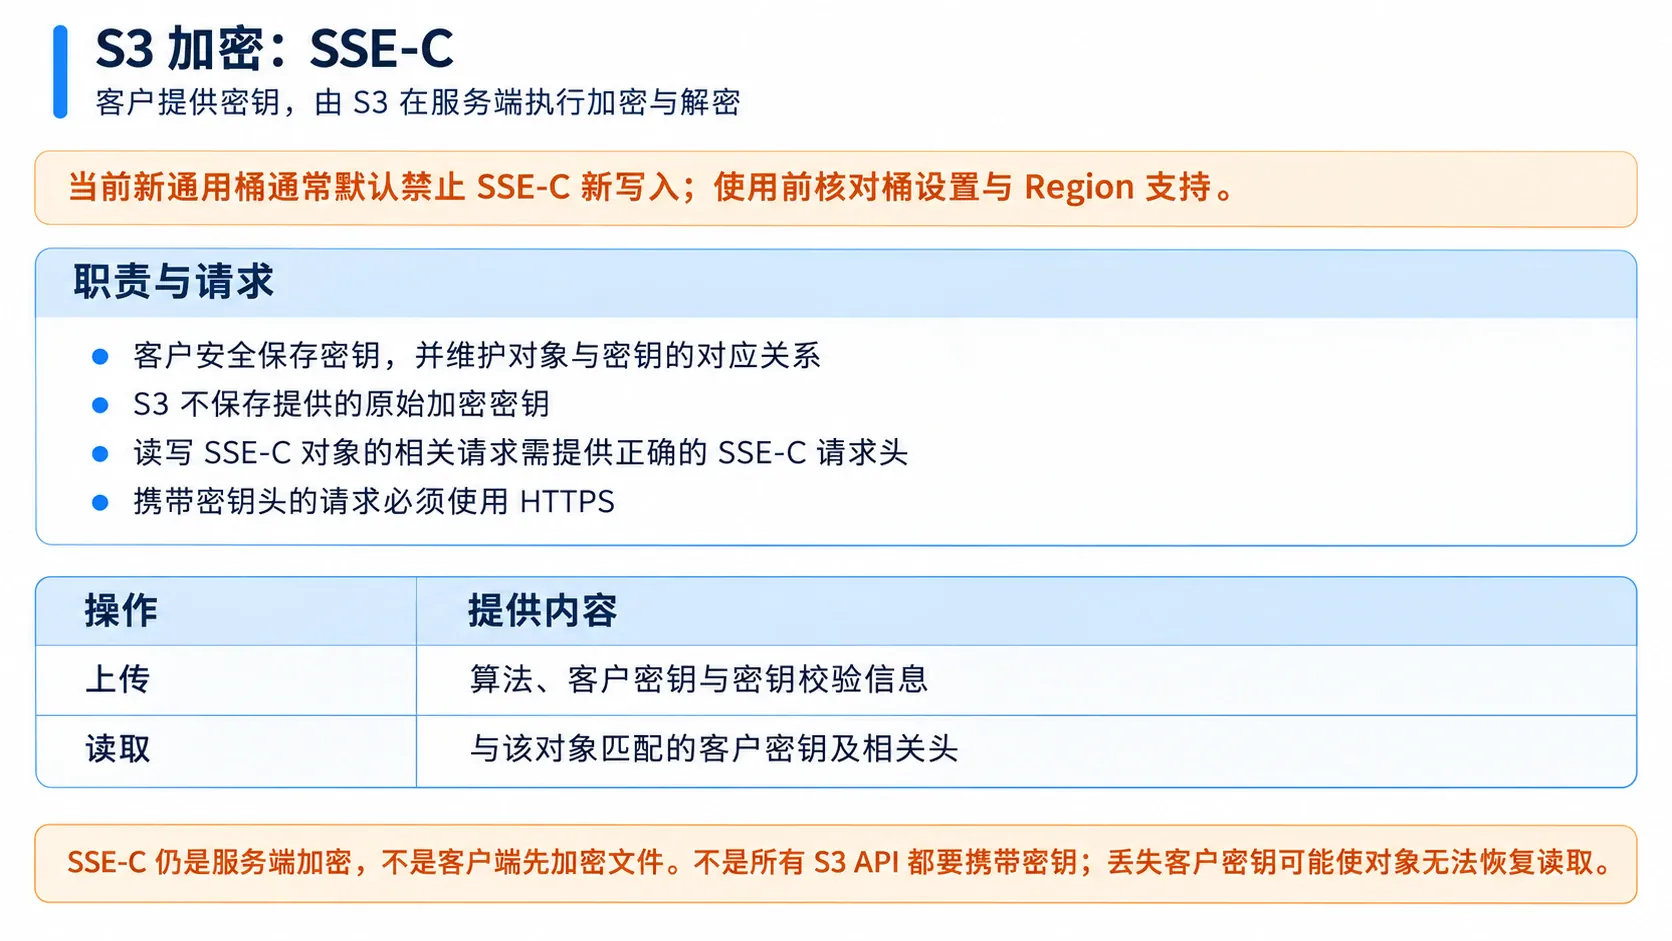 S3 加密：SSE-C
客户提供密钥，由 S3 在服务端执行加密与解密
当前新通用桶通常默认禁止 SSE-C 新写入；使用前核对桶设置与 Region 支持。
职责与请求
客户安全保存密钥，并维护对象与密钥的对应关系
S3 不保存提供的原始加密密钥
读写 SSE-C 对象的相关请求需提供正确的 SSE-C 请求头
携带密钥头的请求必须使用 HTTPS
操作 提供内容
上传 算法、客户密钥与密钥校验信息
读取 与该对象匹配的客户密钥及相关头
SSE-C 仍是服务端加密，不是客户端先加密文件。不是所有 S3 API 都要携带密钥；丢失客户密钥可能使对象无法恢复读取。